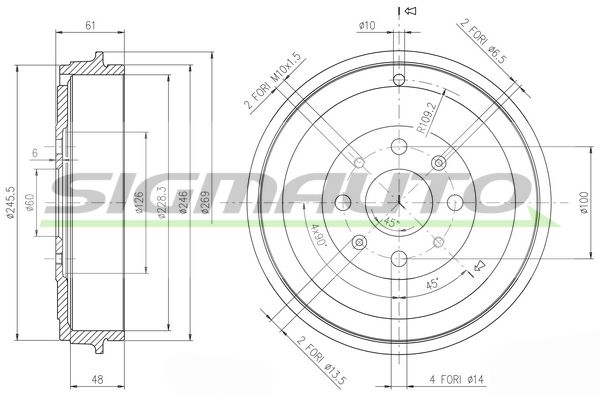 61
ø10
2 FORI ø6.5
2 FORI M10x1.5
R109.2
6
ø245.5
ø60
ø126
ø228.3
ø246
ø269
SIGMAUTO
ø100
4x90°
45°
45°
48
2 FORI ø13.5
4 FORI ø14